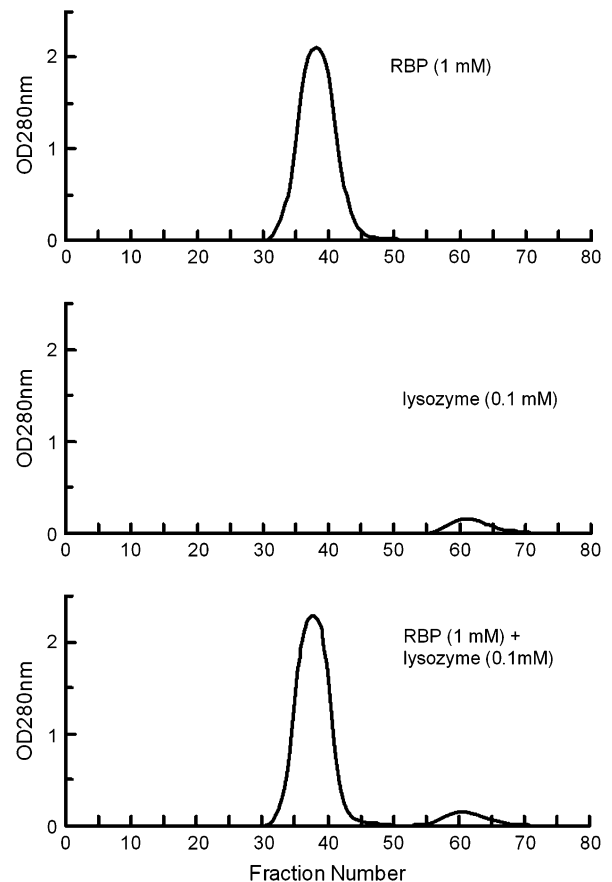 2
RBP (1 mM)
OD280nm
1
0
0 10 20 30 40 50 60 70 80
2
lysozyme (0.1 mM)
OD280nm
1
0
0 10 20 30 40 50 60 70 80
2
RBP (1 mM) +
lysozyme (0.1mM)
OD280nm
1
0
0 10 20 30 40 50 60 70 80
Fraction Number